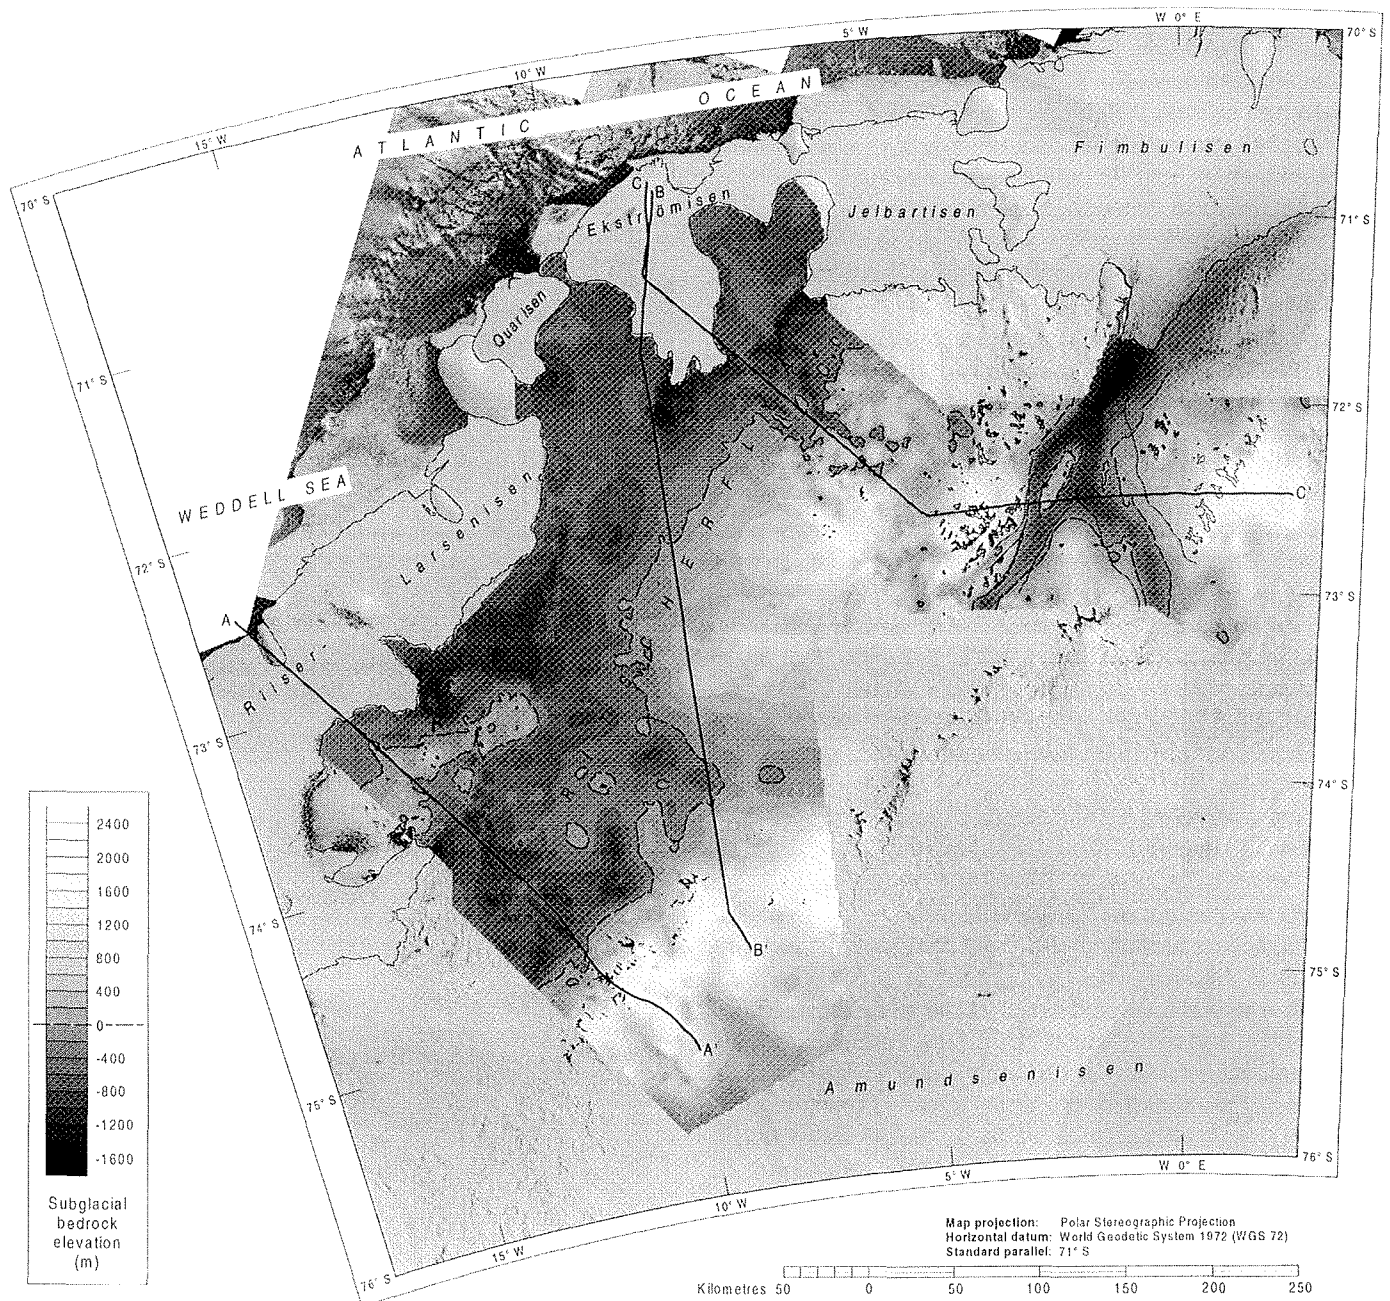 W 0° E
5° W
70° S
10° W
ATLANTIC OCEAN
15° W
Fimbulisen
70° S
C
B
Ekströmisen
Jelbartisen
71° S
Quarisen
71° S
72° S
WEDDELL SEA
Larsenisen
C'
72° S
73° S
A
Riiser-
RITSCHERFL
73° S
74° S
2400
2000
1600
1200
800
400
0
-400
-800
-1200
-1600
Subglacial
bedrock
elevation
(m)
74° S
B'
75° S
A'
Amundsenisen
75° S
76° S
W 0° E
5° W
10° W
15° W
76° S
Map projection: Polar Stereographic Projection
Horizontal datum: World Geodetic System 1972 (WGS 72)
Standard parallel: 71° S
Kilometres 50 0 50 100 150 200 250